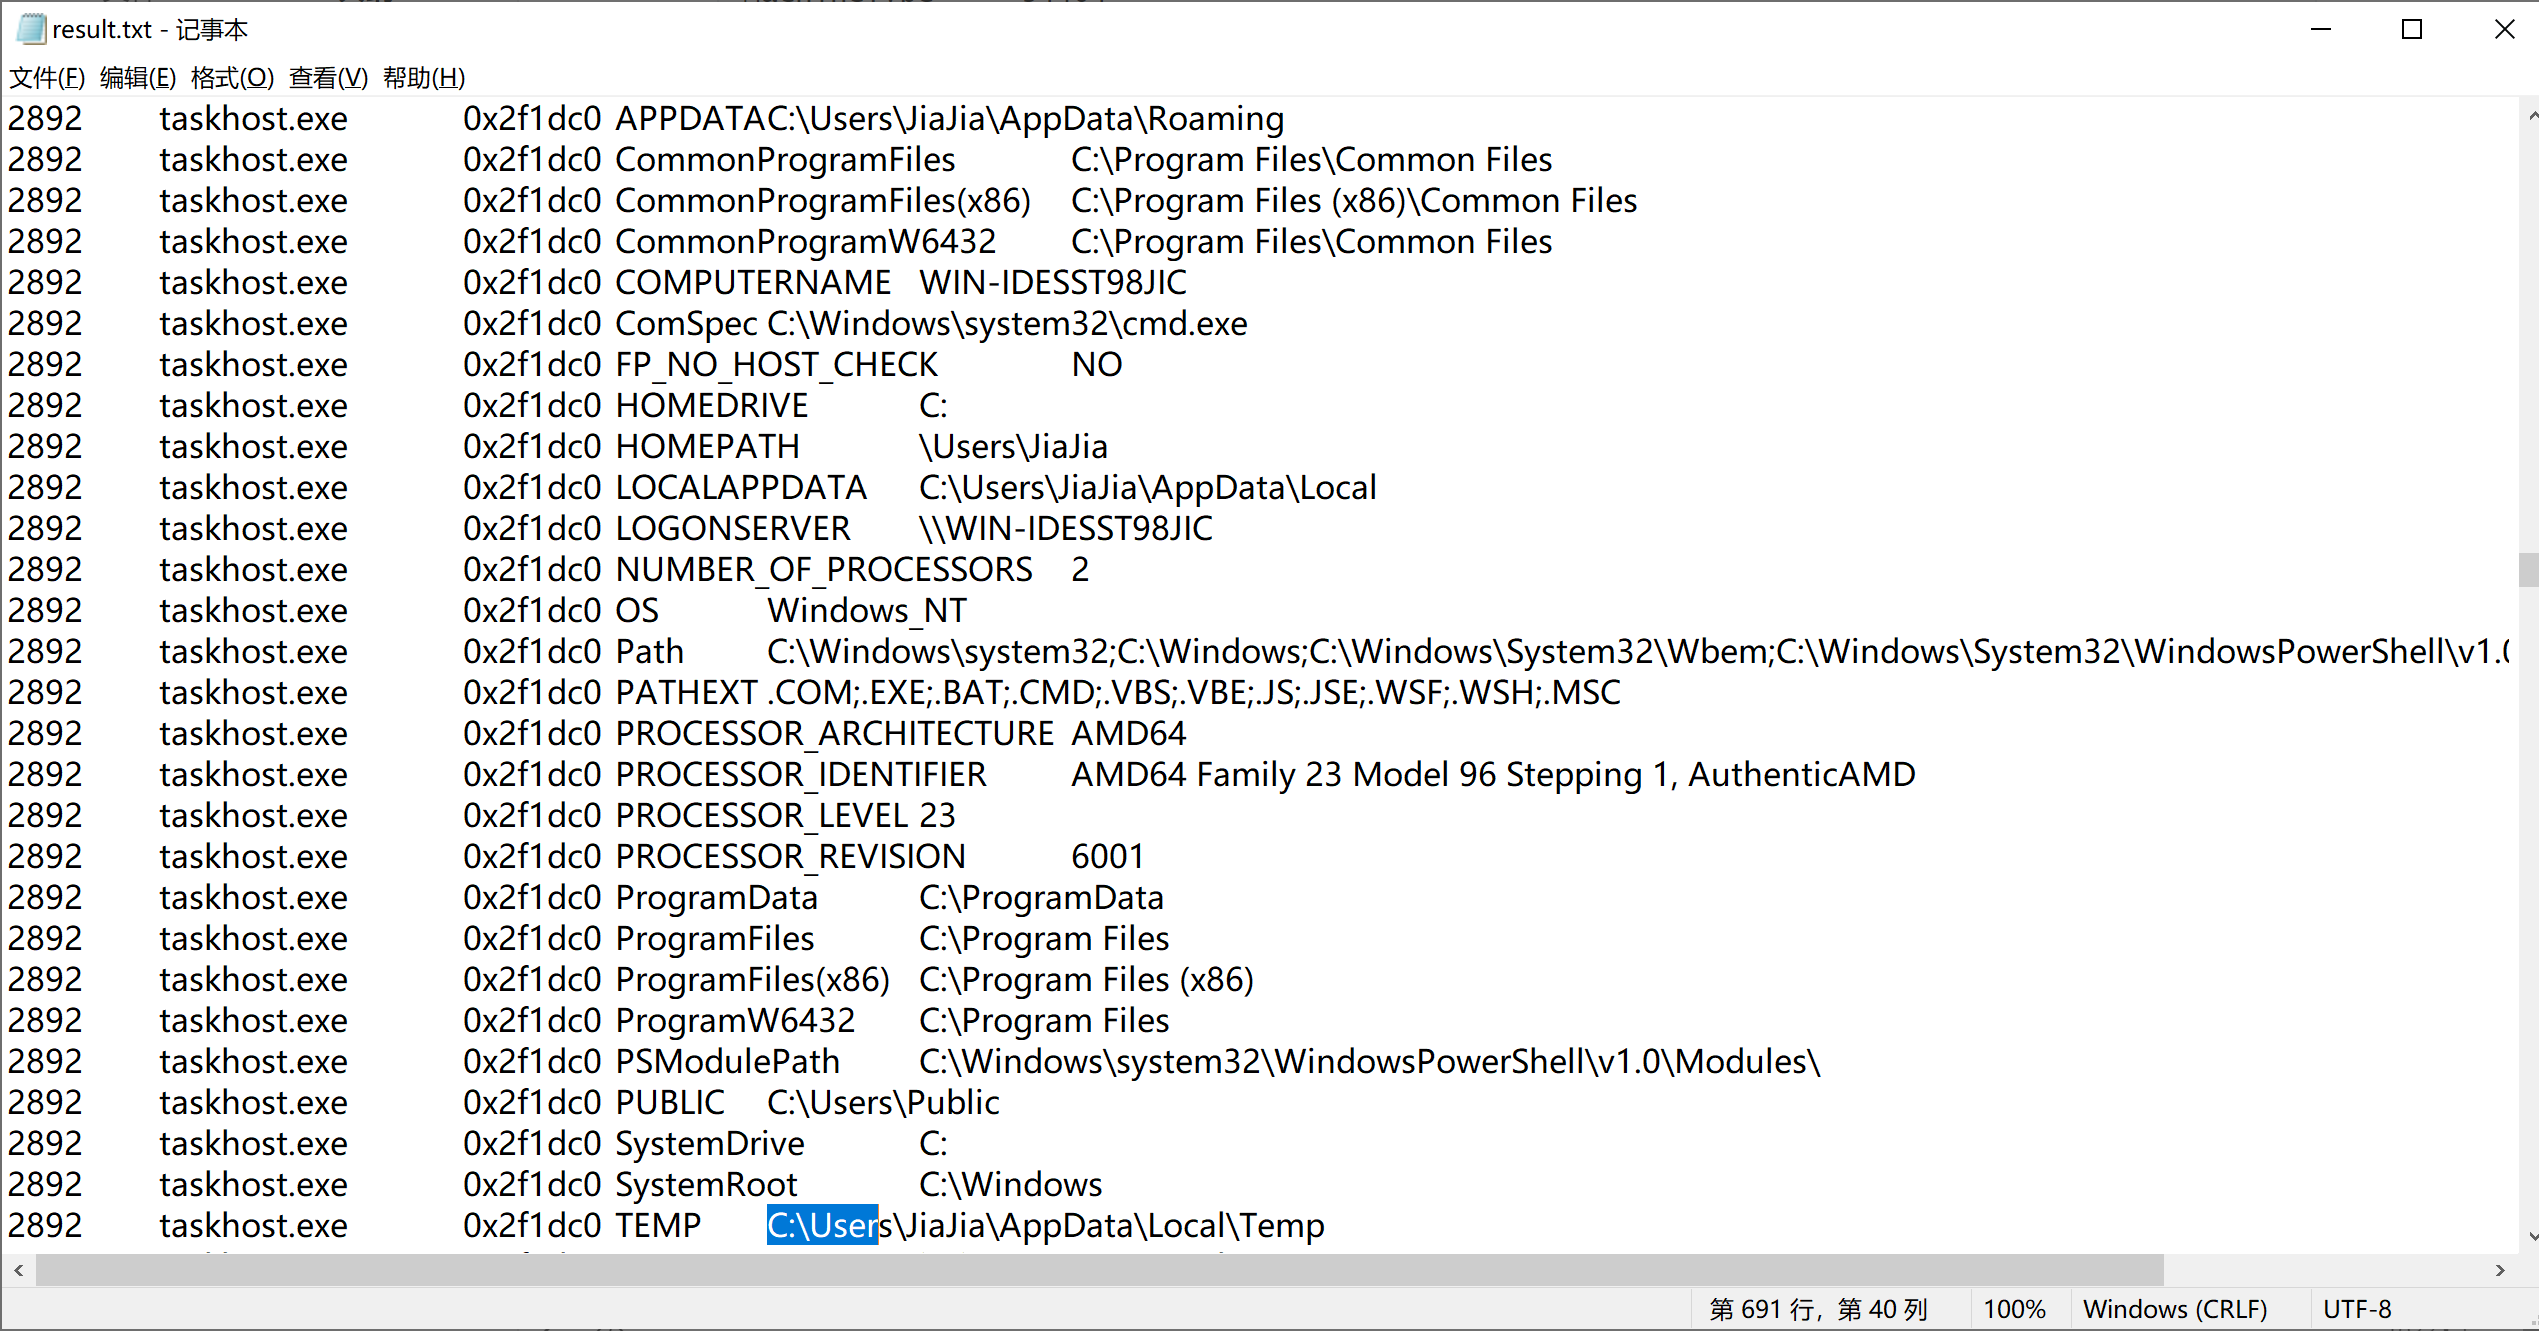 result.txt - 记事本
文件(F) 编辑(E) 格式(O) 查看(V) 帮助(H)
2892 taskhost.exe 0x2f1dc0 APPDATAC:\Users\JiaJia\AppData\Roaming
2892 taskhost.exe 0x2f1dc0 CommonProgramFiles C:\Program Files\Common Files
2892 taskhost.exe 0x2f1dc0 CommonProgramFiles(x86) C:\Program Files (x86)\Common Files
2892 taskhost.exe 0x2f1dc0 CommonProgramW6432 C:\Program Files\Common Files
2892 taskhost.exe 0x2f1dc0 COMPUTERNAME WIN-IDESST98JIC
2892 taskhost.exe 0x2f1dc0 ComSpec C:\Windows\system32\cmd.exe
2892 taskhost.exe 0x2f1dc0 FP_NO_HOST_CHECK NO
2892 taskhost.exe 0x2f1dc0 HOMEDRIVE C:
2892 taskhost.exe 0x2f1dc0 HOMEPATH \Users\JiaJia
2892 taskhost.exe 0x2f1dc0 LOCALAPPDATA C:\Users\JiaJia\AppData\Local
2892 taskhost.exe 0x2f1dc0 LOGONSERVER \\WIN-IDESST98JIC
2892 taskhost.exe 0x2f1dc0 NUMBER_OF_PROCESSORS 2
2892 taskhost.exe 0x2f1dc0 OS Windows_NT
2892 taskhost.exe 0x2f1dc0 Path C:\Windows\system32;C:\Windows;C:\Windows\System32\Wbem;C:\Windows\System32\WindowsPowerShell\v1.0
2892 taskhost.exe 0x2f1dc0 PATHEXT .COM;.EXE;.BAT;.CMD;.VBS;.VBE;.JS;.JSE;.WSF;.WSH;.MSC
2892 taskhost.exe 0x2f1dc0 PROCESSOR_ARCHITECTURE AMD64
2892 taskhost.exe 0x2f1dc0 PROCESSOR_IDENTIFIER AMD64 Family 23 Model 96 Stepping 1, AuthenticAMD
2892 taskhost.exe 0x2f1dc0 PROCESSOR_LEVEL 23
2892 taskhost.exe 0x2f1dc0 PROCESSOR_REVISION 6001
2892 taskhost.exe 0x2f1dc0 ProgramData C:\ProgramData
2892 taskhost.exe 0x2f1dc0 ProgramFiles C:\Program Files
2892 taskhost.exe 0x2f1dc0 ProgramFiles(x86) C:\Program Files (x86)
2892 taskhost.exe 0x2f1dc0 ProgramW6432 C:\Program Files
2892 taskhost.exe 0x2f1dc0 PSModulePath C:\Windows\system32\WindowsPowerShell\v1.0\Modules\
2892 taskhost.exe 0x2f1dc0 PUBLIC C:\Users\Public
2892 taskhost.exe 0x2f1dc0 SystemDrive C:
2892 taskhost.exe 0x2f1dc0 SystemRoot C:\Windows
2892 taskhost.exe 0x2f1dc0 TEMP C:\Users\JiaJia\AppData\Local\Temp
第 691 行，第 40 列 100% Windows (CRLF) UTF-8